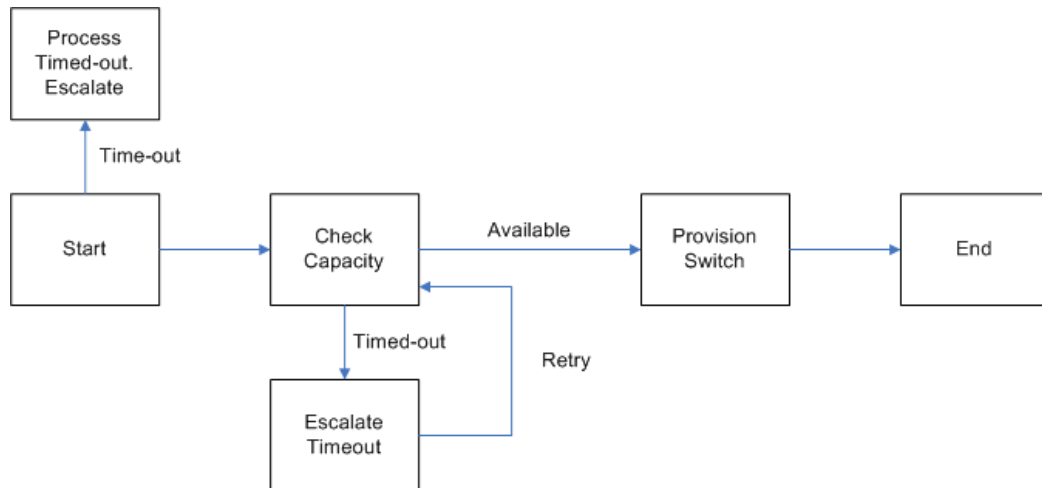 Process
Timed-out.
Escalate
Time-out
Start
Check
Capacity
Available
Provision
Switch
End
Timed-out
Retry
Escalate
Timeout